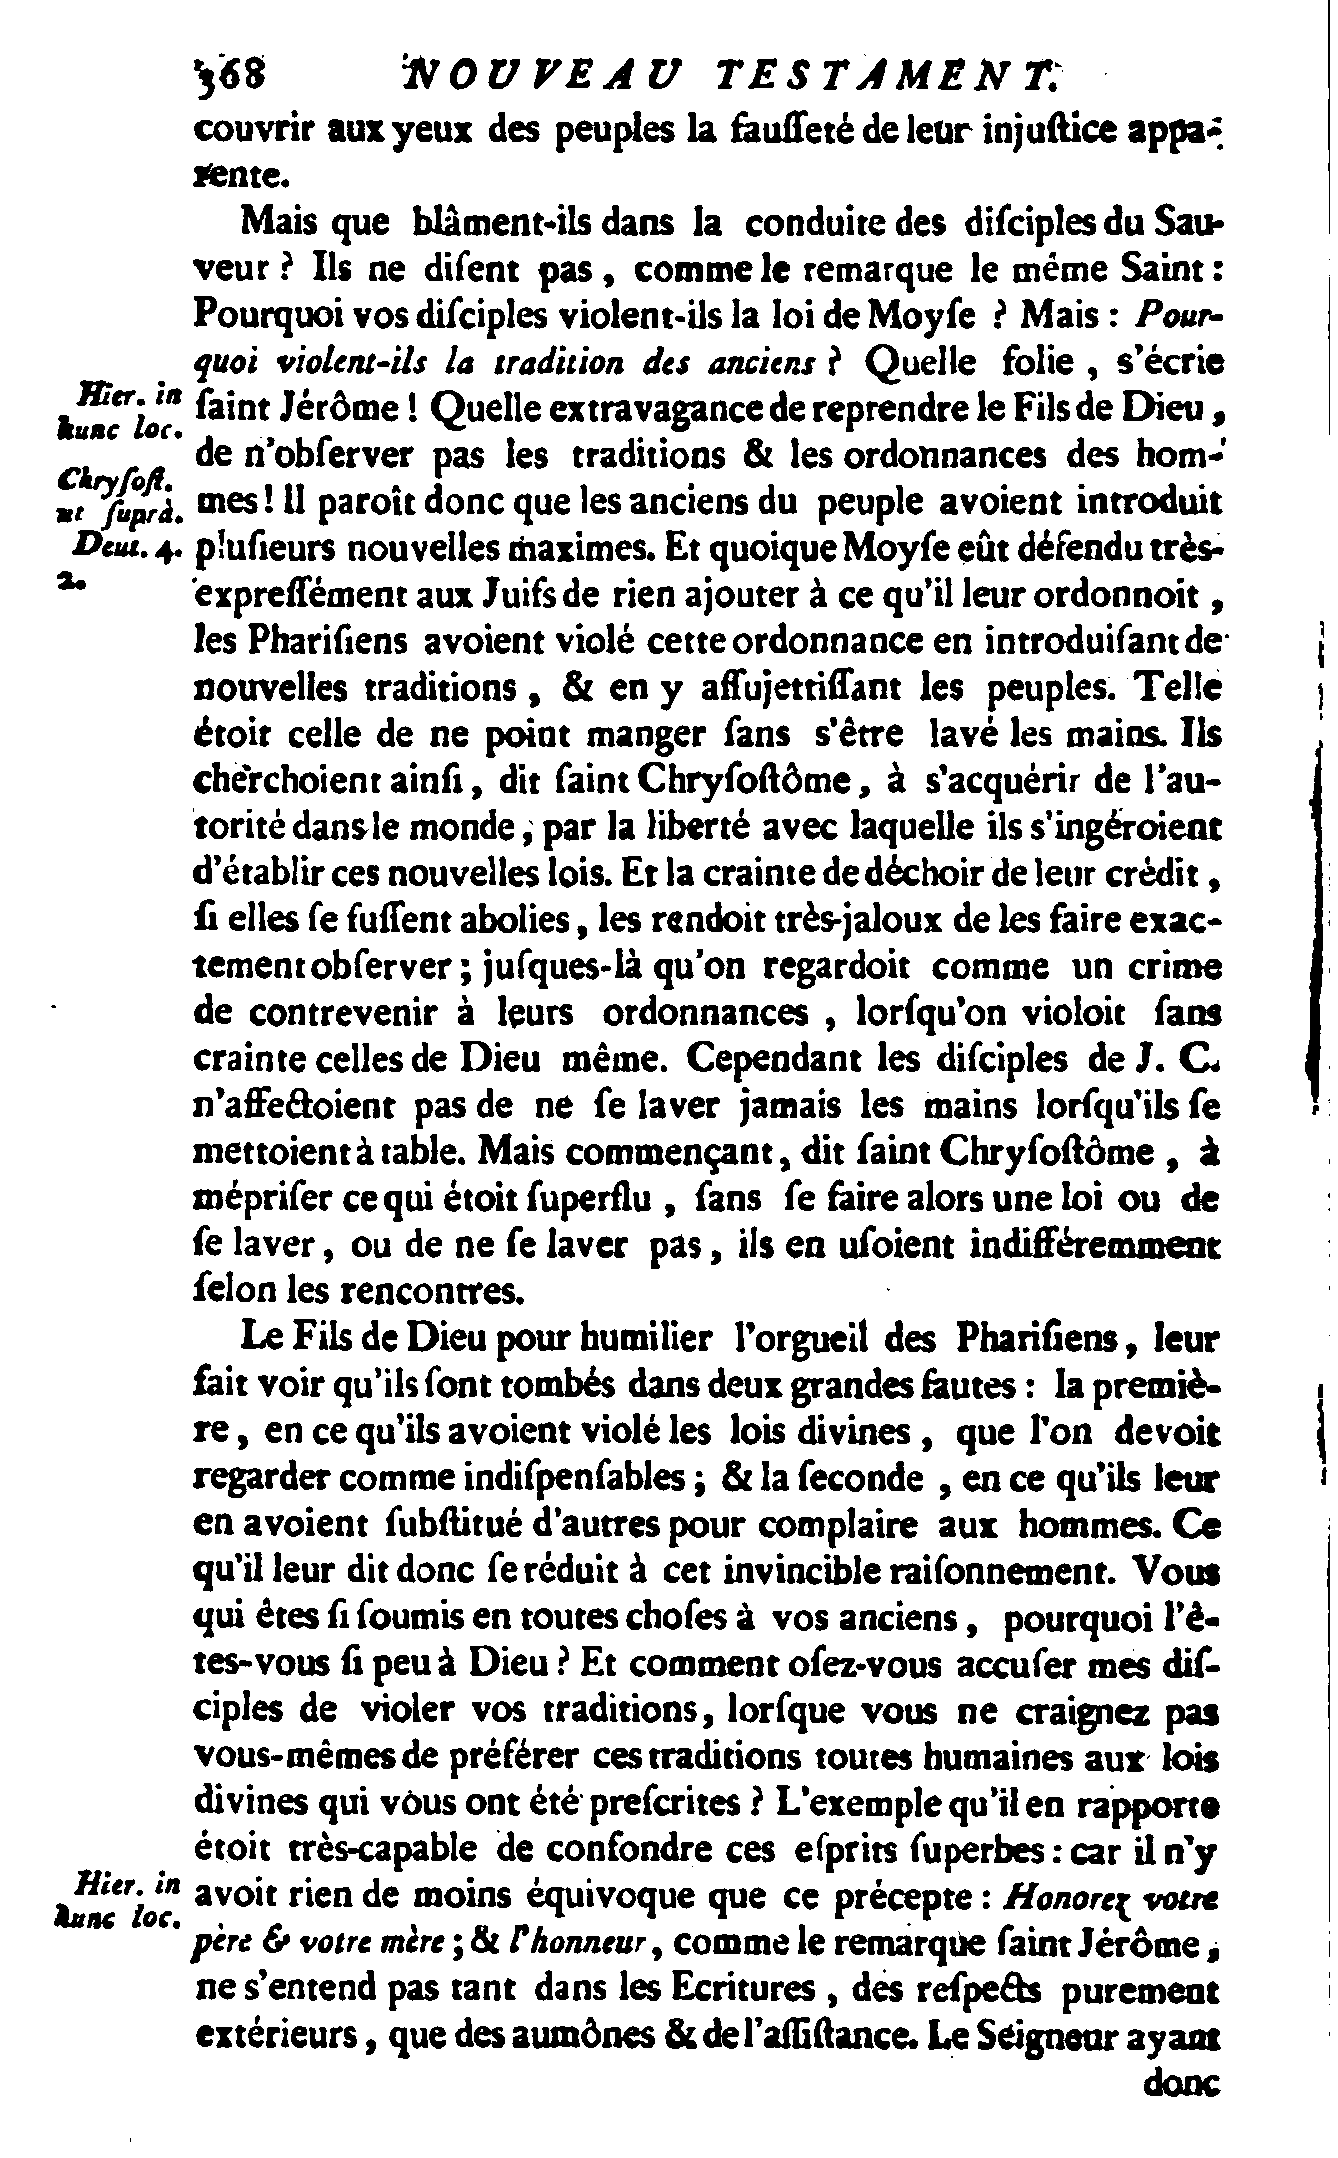 368 NOUVEAU TESTAMENT.
couvrir aux yeux des peuples la fauſſeté de leur injuſtice appa-
rente.
Mais que blâment-ils dans la conduite des diſciples du Sau-
veur ? Ils ne diſent pas, comme le remarque le même Saint :
Pourquoi vos diſciples violent-ils la loi de Moyſe ? Mais : Pour-
quoi violent-ils la tradition des anciens ? Quelle folie, s'écrie
Hier. in
hunc loc.
ſaint Jérôme ! Quelle extravagance de reprendre le Fils de Dieu,
de n'obſerver pas les traditions & les ordonnances des hom-
Chryſoſt.
ut ſuprà.
mes ! Il paroît donc que les anciens du peuple avoient introduit
Deut. 4.
2.
pluſieurs nouvelles maximes. Et quoique Moyſe eût défendu très-
expreſſément aux Juifs de rien ajouter à ce qu'il leur ordonnoit,
les Phariſiens avoient violé cette ordonnance en introduiſant de
nouvelles traditions, & en y aſſujettiſſant les peuples. Telle
étoit celle de ne point manger ſans s'être lavé les mains. Ils
cherchoient ainſi, dit ſaint Chryſoſtôme, à s'acquérir de l'au-
torité dans le monde, par la liberté avec laquelle ils s'ingéroient
d'établir ces nouvelles lois. Et la crainte de déchoir de leur crédit,
ſi elles ſe fuſſent abolies, les rendoit très-jaloux de les faire exac-
tement obſerver ; juſques-là qu'on regardoit comme un crime
de contrevenir à leurs ordonnances, lorſqu'on violoit ſans
crainte celles de Dieu même. Cependant les diſciples de J. C.
n'affectoient pas de ne ſe laver jamais les mains lorſqu'ils ſe
mettoient à table. Mais commençant, dit ſaint Chryſoſtôme, à
mépriſer ce qui étoit ſuperflu, ſans ſe faire alors une loi ou de
ſe laver, ou de ne ſe laver pas, ils en uſoient indifféremment
ſelon les rencontres.
Le Fils de Dieu pour humilier l'orgueil des Phariſiens, leur
fait voir qu'ils ſont tombés dans deux grandes fautes : la premiè-
re, en ce qu'ils avoient violé les lois divines, que l'on devoit
regarder comme indiſpenſables ; & la ſeconde, en ce qu'ils leur
en avoient ſubſtitué d'autres pour complaire aux hommes. Ce
qu'il leur dit donc ſe réduit à cet invincible raiſonnement. Vous
qui êtes ſi ſoumis en toutes choſes à vos anciens, pourquoi l'ê-
tes-vous ſi peu à Dieu ? Et comment oſez-vous accuſer mes diſ-
ciples de violer vos traditions, lorſque vous ne craignez pas
vous-mêmes de préférer ces traditions toutes humaines aux lois
divines qui vous ont été preſcrites ? L'exemple qu'il en rapporte
étoit très-capable de confondre ces eſprits ſuperbes : car il n'y
Hier. in
hunc loc.
avoit rien de moins équivoque que ce précepte : Honorez votre
père & votre mère ; & l'honneur, comme le remarque ſaint Jérôme,
ne s'entend pas tant dans les Ecritures, des reſpects purement
extérieurs, que des aumônes & de l'aſſiſtance. Le Seigneur ayant
donc